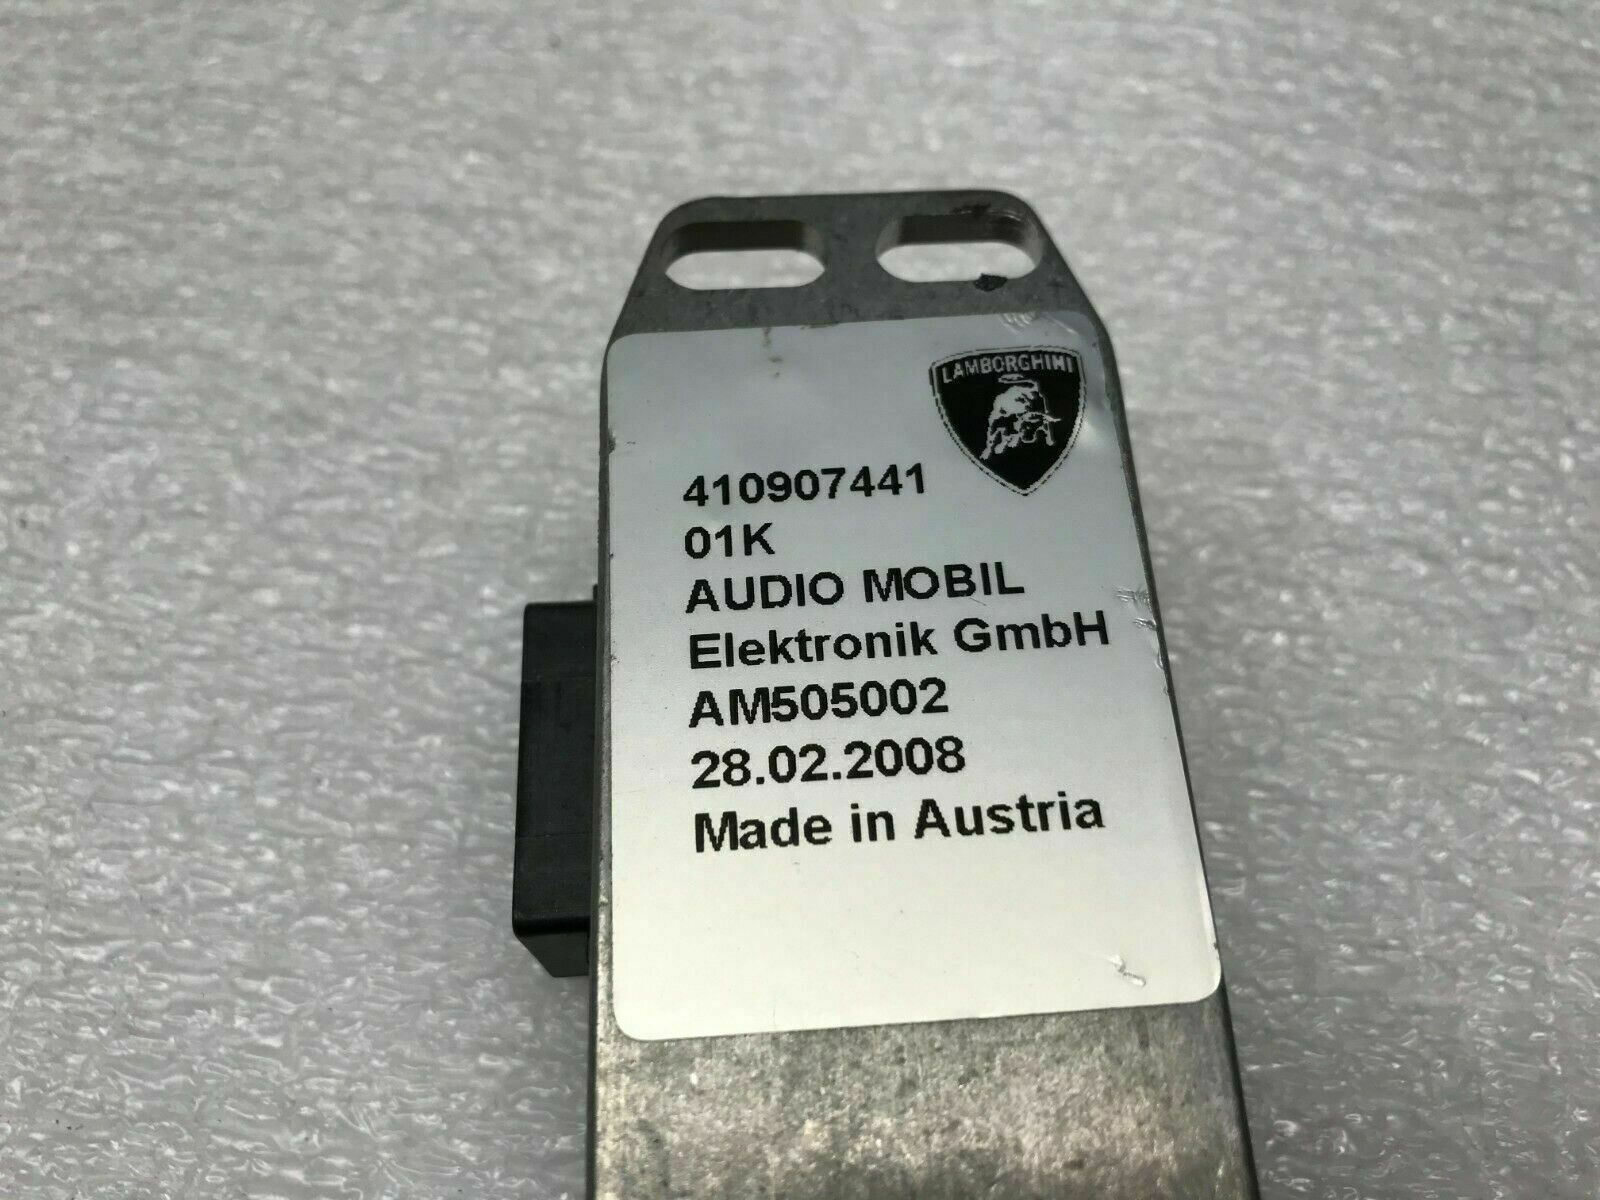 LAMBORGHINI
410907441
01K
AUDIO MOBIL
Elektronik GmbH
AM505002
28.02.2008
Made in Austria